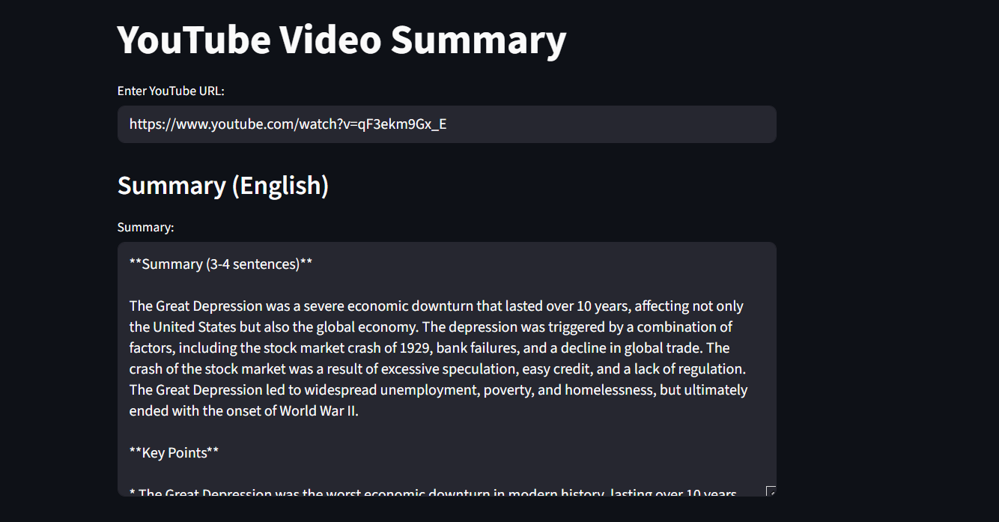 YouTube Video Summary
Enter YouTube URL:
https://www.youtube.com/watch?v=qF3ekm9Gx_E
Summary (English)
Summary:
**Summary (3-4 sentences)**
The Great Depression was a severe economic downturn that lasted over 10 years, affecting not only
the United States but also the global economy. The depression was triggered by a combination of
factors, including the stock market crash of 1929, bank failures, and a decline in global trade. The
crash of the stock market was a result of excessive speculation, easy credit, and a lack of regulation.
The Great Depression led to widespread unemployment, poverty, and homelessness, but ultimately
ended with the onset of World War II.
**Key Points**
* The Great Depression was the worst economic downturn in modern history, lasting over 10 years